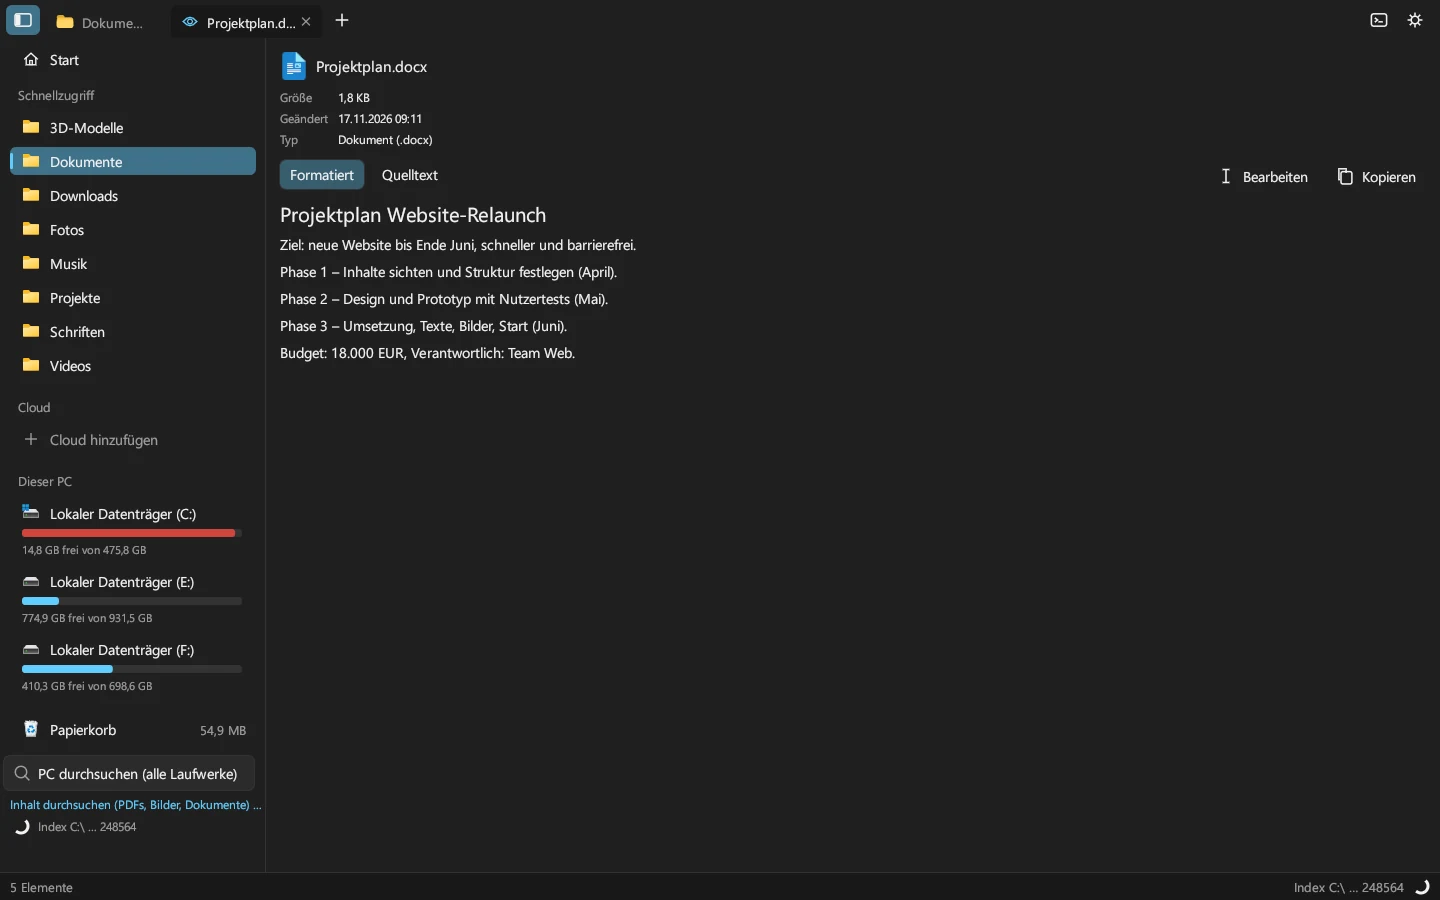 Dokume...
Projektplan.d...
Start
Schnellzugriff
3D-Modelle
Dokumente
Downloads
Fotos
Musik
Projekte
Schriften
Videos
Cloud
Cloud hinzufügen
Dieser PC
Lokaler Datenträger (C:)
14,8 GB frei von 475,8 GB
Lokaler Datenträger (E:)
774,9 GB frei von 931,5 GB
Lokaler Datenträger (F:)
410,3 GB frei von 698,6 GB
Papierkorb 54,9 MB
PC durchsuchen (alle Laufwerke)
Inhalt durchsuchen (PDFs, Bilder, Dokumente) ...
Index C:\ ... 248564
Projektplan.docx
Größe 1,8 KB
Geändert 17.11.2026 09:11
Typ Dokument (.docx)
Formatiert Quelltext
Bearbeiten Kopieren
Projektplan Website-Relaunch
Ziel: neue Website bis Ende Juni, schneller und barrierefrei.
Phase 1 – Inhalte sichten und Struktur festlegen (April).
Phase 2 – Design und Prototyp mit Nutzertests (Mai).
Phase 3 – Umsetzung, Texte, Bilder, Start (Juni).
Budget: 18.000 EUR, Verantwortlich: Team Web.
5 Elemente
Index C:\ ... 248564